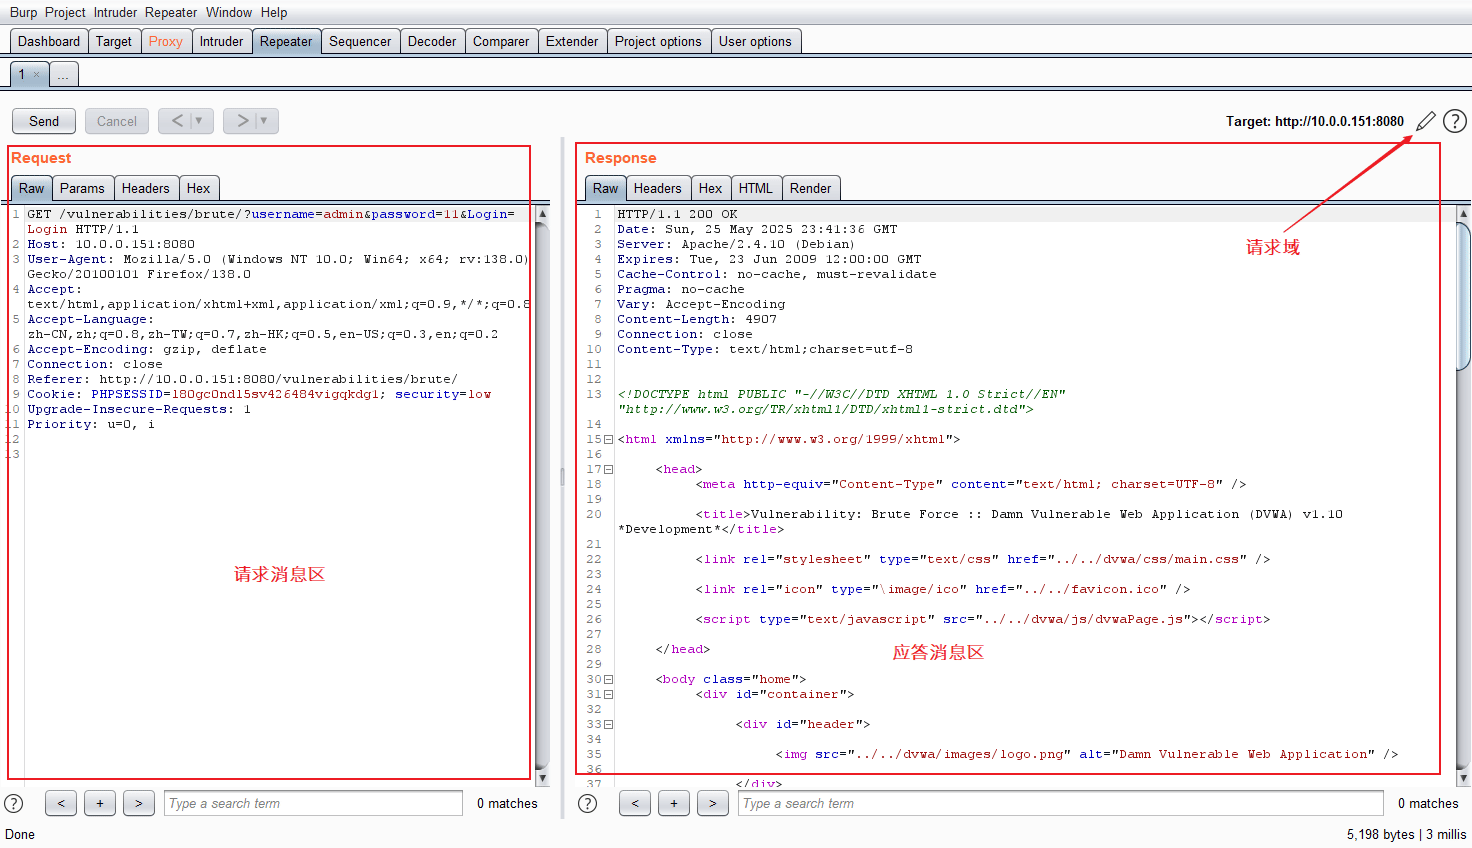 Burp Project Intruder Repeater Window Help
Dashboard Target Proxy Intruder Repeater Sequencer Decoder Comparer Extender Project options User options
1 × ...
Send Cancel < ▼ > ▼ Target: http://10.0.0.151:8080 ?
Request
Raw Params Headers Hex
1 GET /vulnerabilities/brute/?username=admin&password=11&Login=
Login HTTP/1.1
2 Host: 10.0.0.151:8080
3 User-Agent: Mozilla/5.0 (Windows NT 10.0; Win64; x64; rv:138.0)
Gecko/20100101 Firefox/138.0
4 Accept:
text/html,application/xhtml+xml,application/xml;q=0.9,*/*;q=0.8
5 Accept-Language:
zh-CN,zh;q=0.8,zh-TW;q=0.7,zh-HK;q=0.5,en-US;q=0.3,en;q=0.2
6 Accept-Encoding: gzip, deflate
7 Connection: close
8 Referer: http://10.0.0.151:8080/vulnerabilities/brute/
9 Cookie: PHPSESSID=l80gc0nd15sv426484vigqkdg1; security=low
10 Upgrade-Insecure-Requests: 1
11 Priority: u=0, i
12
13
请求消息区
? < + > Type a search term 0 matches
Response
Raw Headers Hex HTML Render
1 HTTP/1.1 200 OK
2 Date: Sun, 25 May 2025 23:41:36 GMT
3 Server: Apache/2.4.10 (Debian)
4 Expires: Tue, 23 Jun 2009 12:00:00 GMT
5 Cache-Control: no-cache, must-revalidate
6 Pragma: no-cache
7 Vary: Accept-Encoding
8 Content-Length: 4907
9 Connection: close
10 Content-Type: text/html;charset=utf-8
11
12
13 <!DOCTYPE html PUBLIC "-//W3C//DTD XHTML 1.0 Strict//EN"
"http://www.w3.org/TR/xhtml1/DTD/xhtml1-strict.dtd">
14
15 <html xmlns="http://www.w3.org/1999/xhtml">
16
17 <head>
18 <meta http-equiv="Content-Type" content="text/html; charset=UTF-8" />
19
20 <title>Vulnerability: Brute Force :: Damn Vulnerable Web Application (DVWA) v1.10
*Development*</title>
21
22 <link rel="stylesheet" type="text/css" href="../../dvwa/css/main.css" />
23
24 <link rel="icon" type="\image/ico" href="../../favicon.ico" />
25
26 <script type="text/javascript" src="../../dvwa/js/dvwaPage.js"></script>
27
28 </head>
29
30 <body class="home">
31 <div id="container">
32
33 <div id="header">
34
35 <img src="../../dvwa/images/logo.png" alt="Damn Vulnerable Web Application" />
36
37 </div>
请求域
应答消息区
? < + > Type a search term 0 matches
Done
5,198 bytes | 3 millis